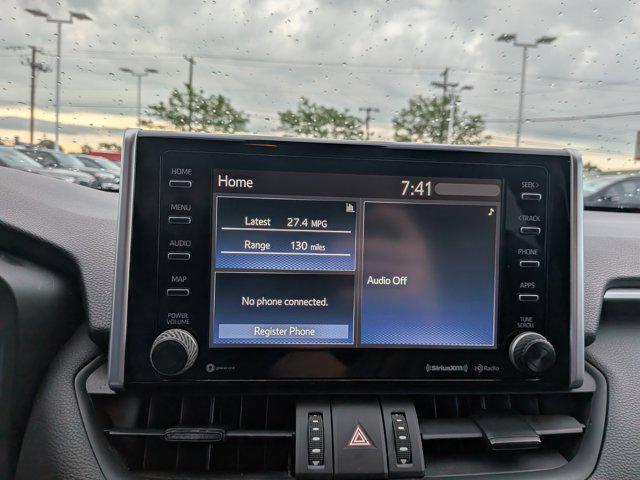 HOME
MENU
AUDIO
MAP
POWER
VOLUME
Home
7:41
Latest 27.4 MPG
Range 130 miles
No phone connected.
Register Phone
Audio Off
SEEK>
<TRACK
PHONE
APPS
TUNE
SCROLL
((SiriusXM))
HD Radio